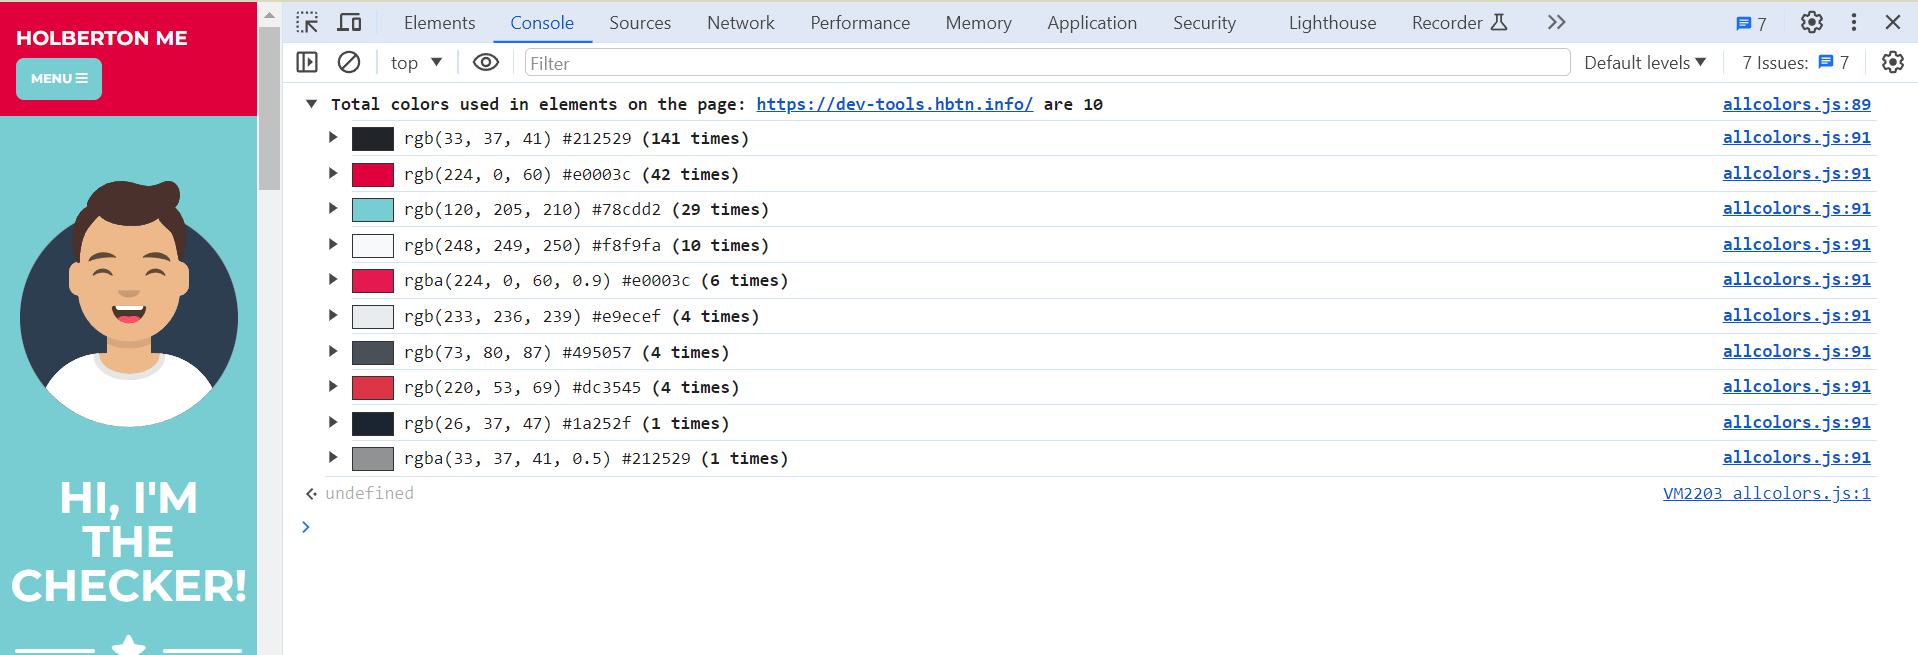 HOLBERTON ME
MENU
HI, I'M
THE
CHECKER!
Elements Console Sources Network Performance Memory Application Security Lighthouse Recorder 7
top Filter Default levels 7 Issues: 7
Total colors used in elements on the page: https://dev-tools.hbtn.info/ are 10 allcolors.js:89
rgb(33, 37, 41) #212529 (141 times) allcolors.js:91
rgb(224, 0, 60) #e0003c (42 times) allcolors.js:91
rgb(120, 205, 210) #78cdd2 (29 times) allcolors.js:91
rgb(248, 249, 250) #f8f9fa (10 times) allcolors.js:91
rgba(224, 0, 60, 0.9) #e0003c (6 times) allcolors.js:91
rgb(233, 236, 239) #e9ecef (4 times) allcolors.js:91
rgb(73, 80, 87) #495057 (4 times) allcolors.js:91
rgb(220, 53, 69) #dc3545 (4 times) allcolors.js:91
rgb(26, 37, 47) #1a252f (1 times) allcolors.js:91
rgba(33, 37, 41, 0.5) #212529 (1 times) allcolors.js:91
undefined VM2203 allcolors.js:1